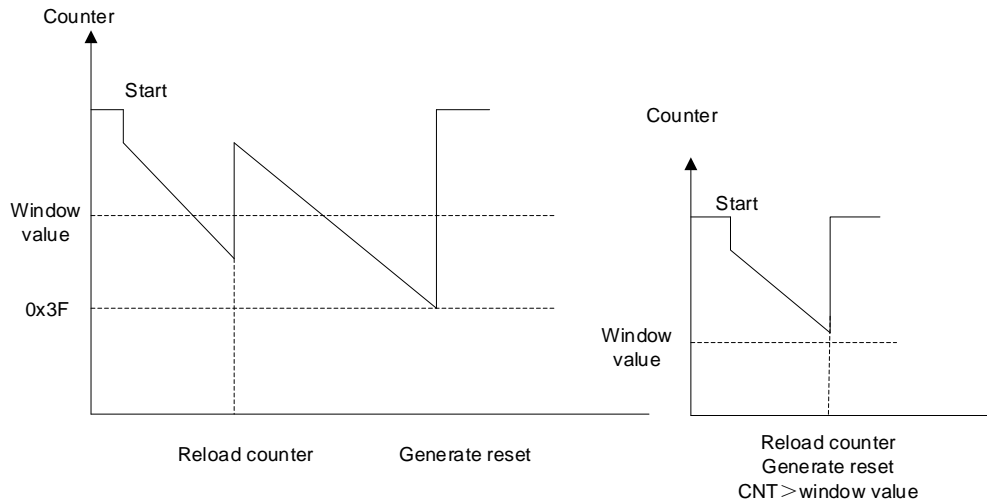 Counter
Start
Window
value
0x3F
Reload counter
Generate reset
Counter
Start
Window
value
Reload counter
Generate reset
CNT＞window value